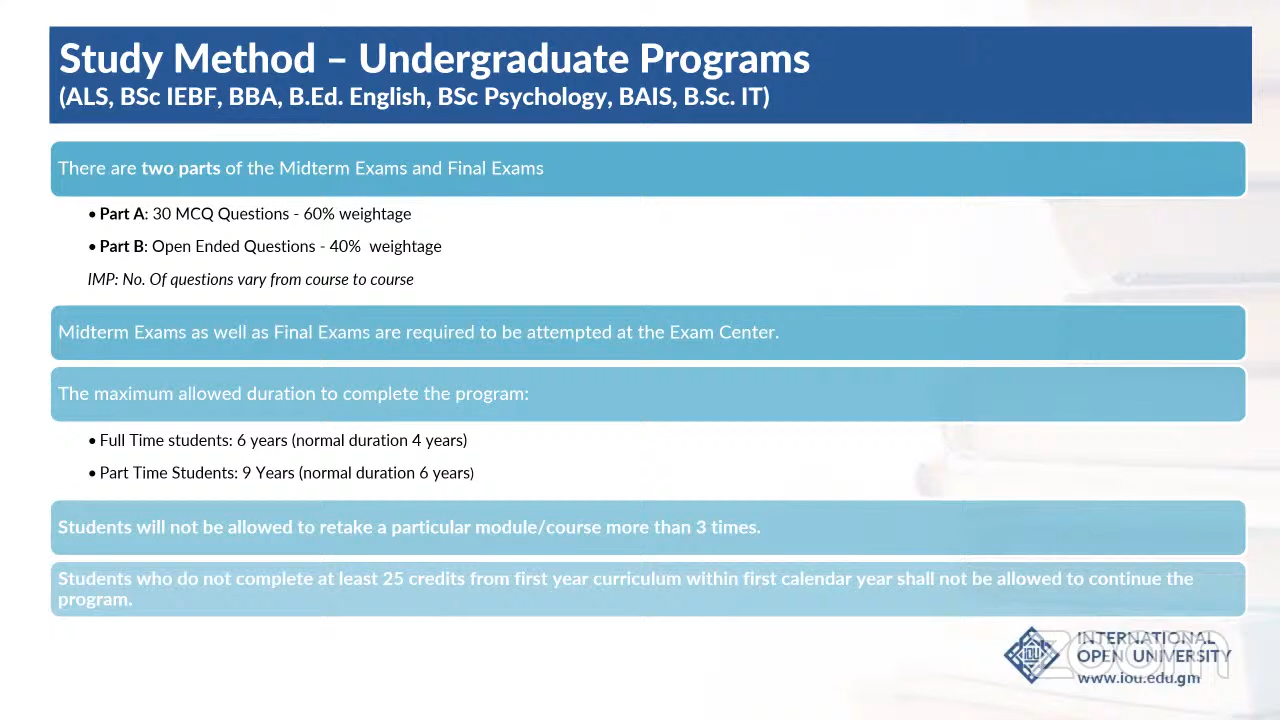 Study Method – Undergraduate Programs
(ALS, BSc IEBF, BBA, B.Ed. English, BSc Psychology, BAIS, B.Sc. IT)
There are two parts of the Midterm Exams and Final Exams
• Part A: 30 MCQ Questions - 60% weightage
• Part B: Open Ended Questions - 40%  weightage
IMP: No. Of questions vary from course to course
Midterm Exams as well as Final Exams are required to be attempted at the Exam Center.
The maximum allowed duration to complete the program:
• Full Time students: 6 years (normal duration 4 years)
• Part Time Students: 9 Years (normal duration 6 years)
Students will not be allowed to retake a particular module/course more than 3 times.
Students who do not complete at least 25 credits from first year curriculum within first calendar year shall not be allowed to continue the
program.
IOU
INTERNATIONAL
OPEN UNIVERSITY
www.iou.edu.gm
zoom